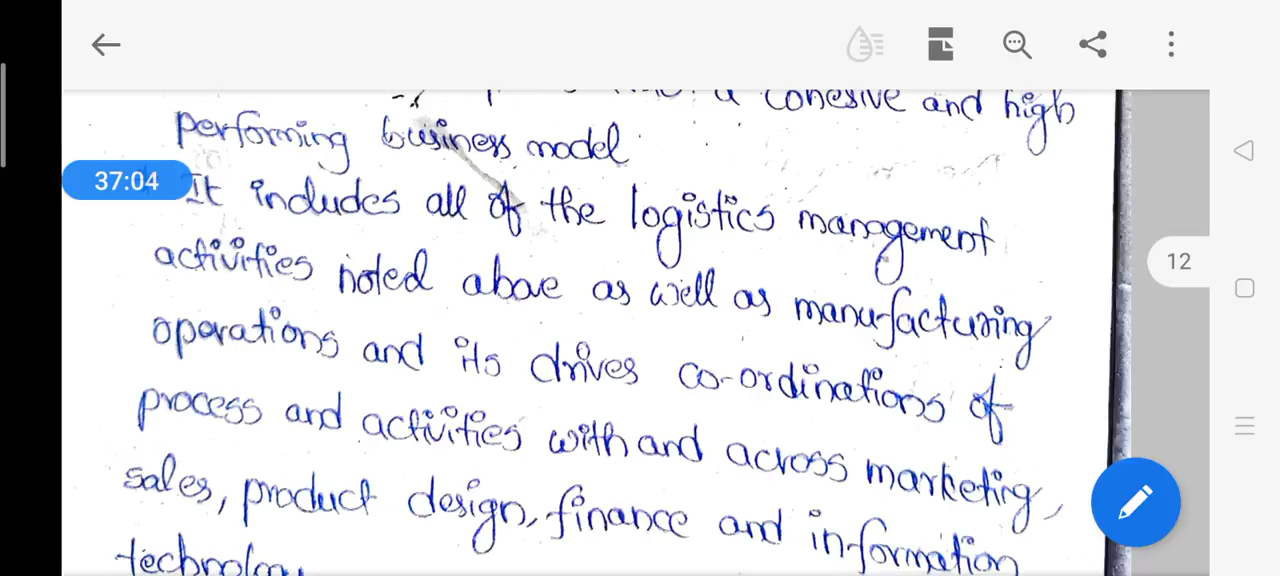 a cohesive and high
performing business model
37:04
It includes all of the logistics management
activities noted above as well as manufacturing
12
operations and its drives co-ordinations of
process and activities with and across marketing,
sales, product design, finance and information
technology